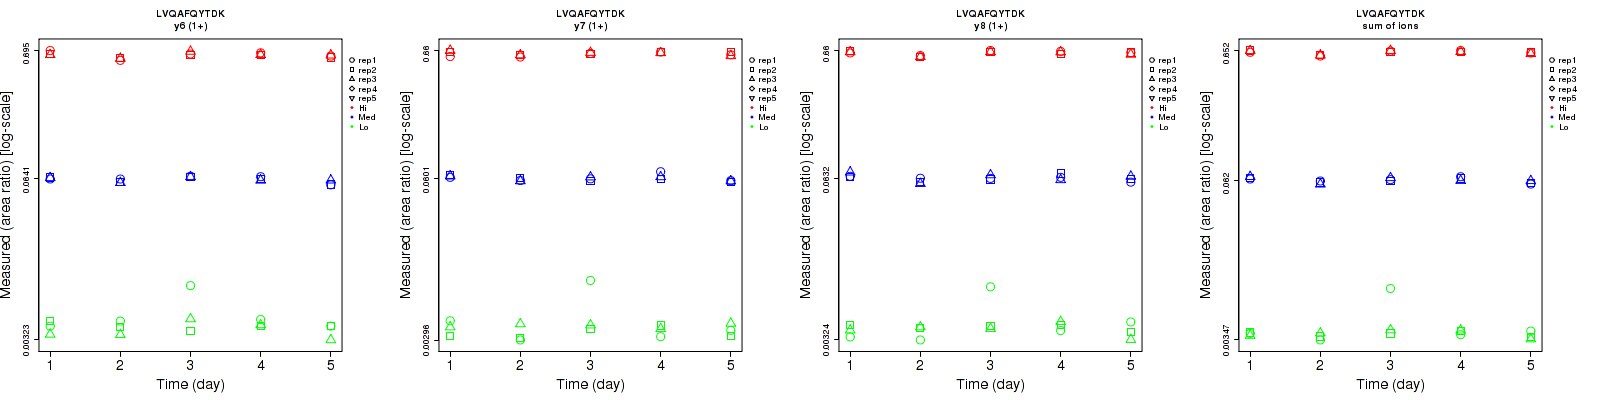 LVQAFQYTDK
y6 (1+)
Measured (area ratio) [log-scale]
0.695
0.0641
0.00323
1 2 3 4 5
Time (day)
rep1
rep2
rep3
rep4
rep5
Hi
Med
Lo
LVQAFQYTDK
y7 (1+)
Measured (area ratio) [log-scale]
0.66
0.0601
0.00296
1 2 3 4 5
Time (day)
rep1
rep2
rep3
rep4
rep5
Hi
Med
Lo
LVQAFQYTDK
y8 (1+)
Measured (area ratio) [log-scale]
0.66
0.0632
0.00324
1 2 3 4 5
Time (day)
rep1
rep2
rep3
rep4
rep5
Hi
Med
Lo
LVQAFQYTDK
sum of ions
Measured (area ratio) [log-scale]
0.652
0.062
0.00347
1 2 3 4 5
Time (day)
rep1
rep2
rep3
rep4
rep5
Hi
Med
Lo